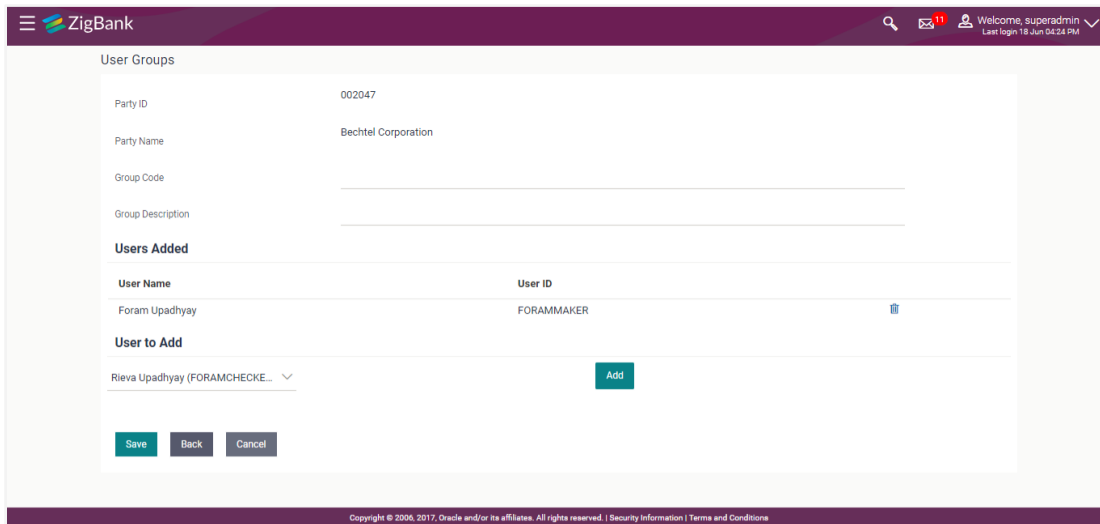 ZigBank
11
Welcome, superadmin
Last login 18 Jun 04:24 PM
User Groups
Party ID 002047
Party Name Bechtel Corporation
Group Code
Group Description
Users Added
User Name User ID
Foram Upadhyay FORAMMAKER
User to Add
Rieva Upadhyay (FORAMCHECKE... Add
Save Back Cancel
Copyright © 2006, 2017, Oracle and/or its affiliates. All rights reserved. | Security Information | Terms and Conditions